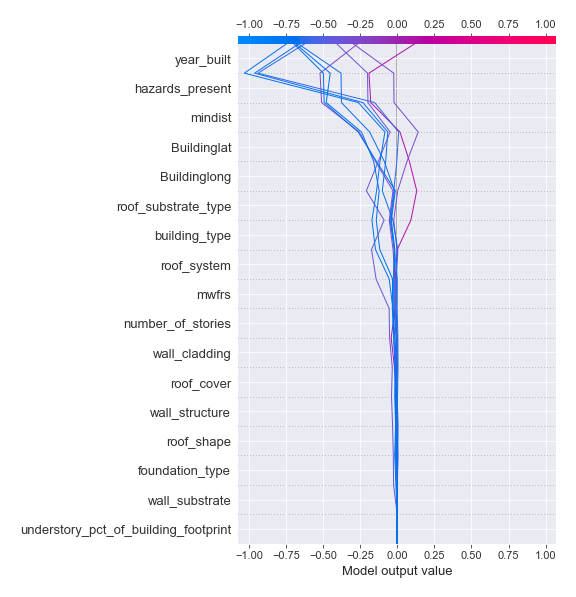 −1.00 −0.75 −0.50 −0.25 0.00 0.25 0.50 0.75 1.00
year_built
hazards_present
mindist
Buildinglat
Buildinglong
roof_substrate_type
building_type
roof_system
mwfrs
number_of_stories
wall_cladding
roof_cover
wall_structure
roof_shape
foundation_type
wall_substrate
understory_pct_of_building_footprint
−1.00 −0.75 −0.50 −0.25 0.00 0.25 0.50 0.75 1.00
Model output value